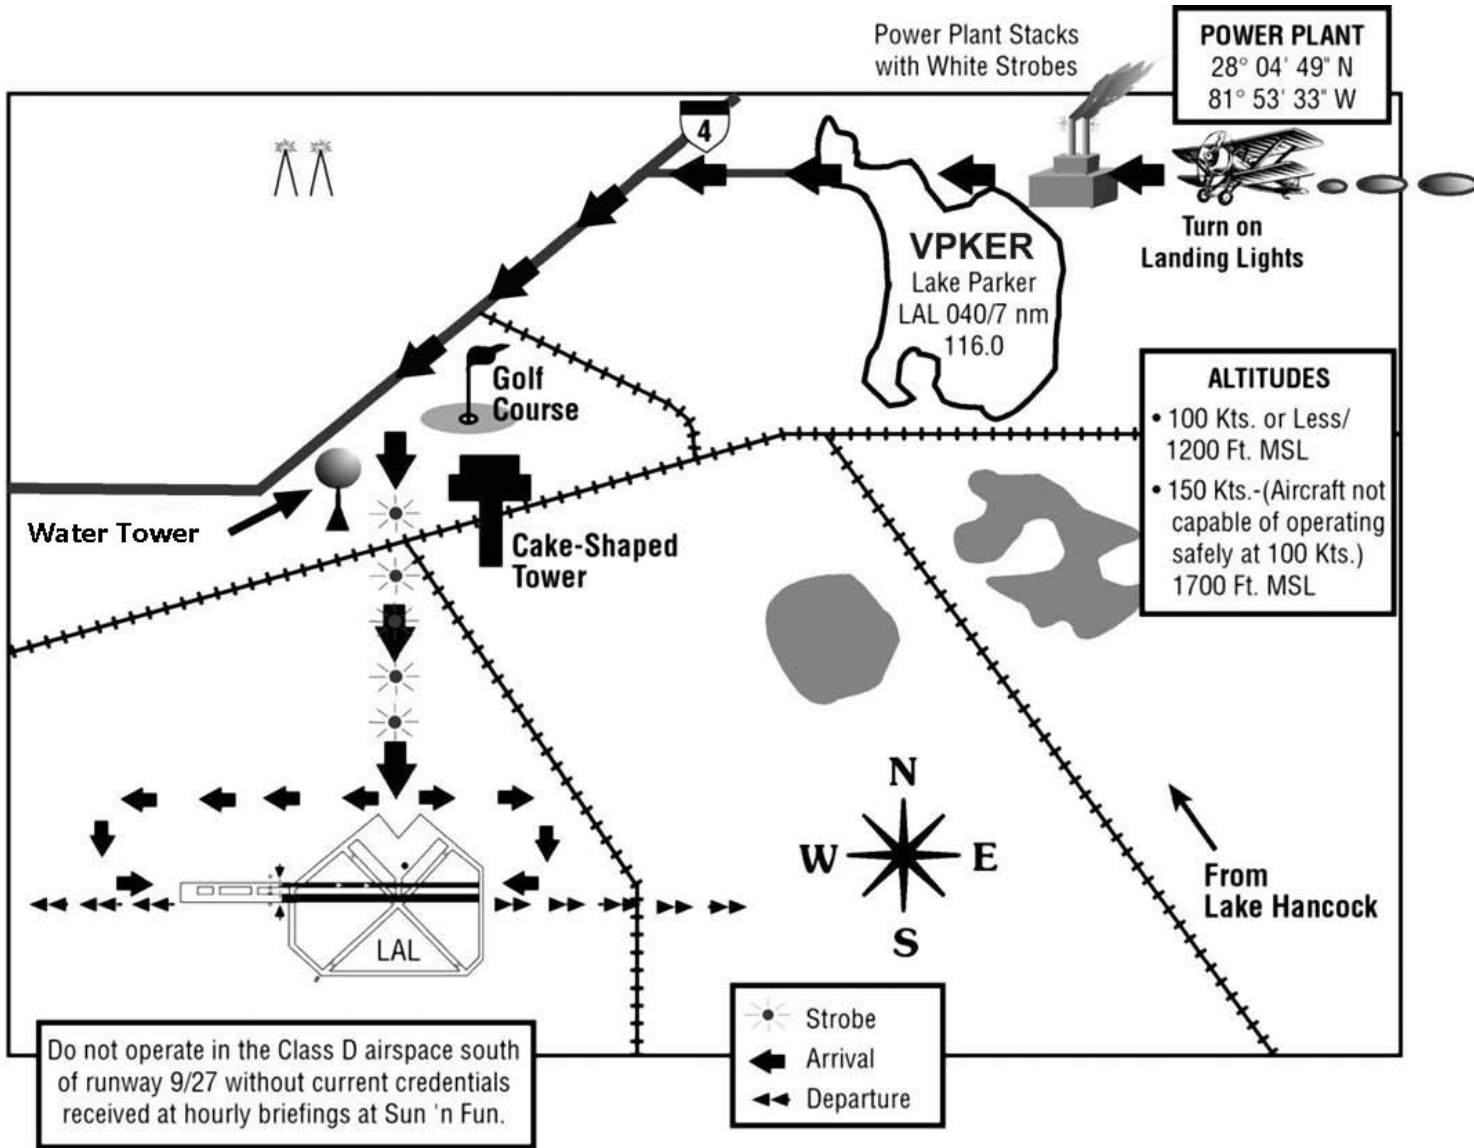 Power Plant Stacks
with White Strobes
POWER PLANT
28° 04' 49" N
81° 53' 33" W
4
Turn on
Landing Lights
VPKER
Lake Parker
LAL 040/7 nm
116.0
ALTITUDES
• 100 Kts. or Less/
1200 Ft. MSL
• 150 Kts.-(Aircraft not
capable of operating
safely at 100 Kts.)
1700 Ft. MSL
Golf
Course
Water Tower
Cake-Shaped
Tower
N
W
E
S
From
Lake Hancock
LAL
Strobe
Arrival
Departure
Do not operate in the Class D airspace south
of runway 9/27 without current credentials
received at hourly briefings at Sun 'n Fun.